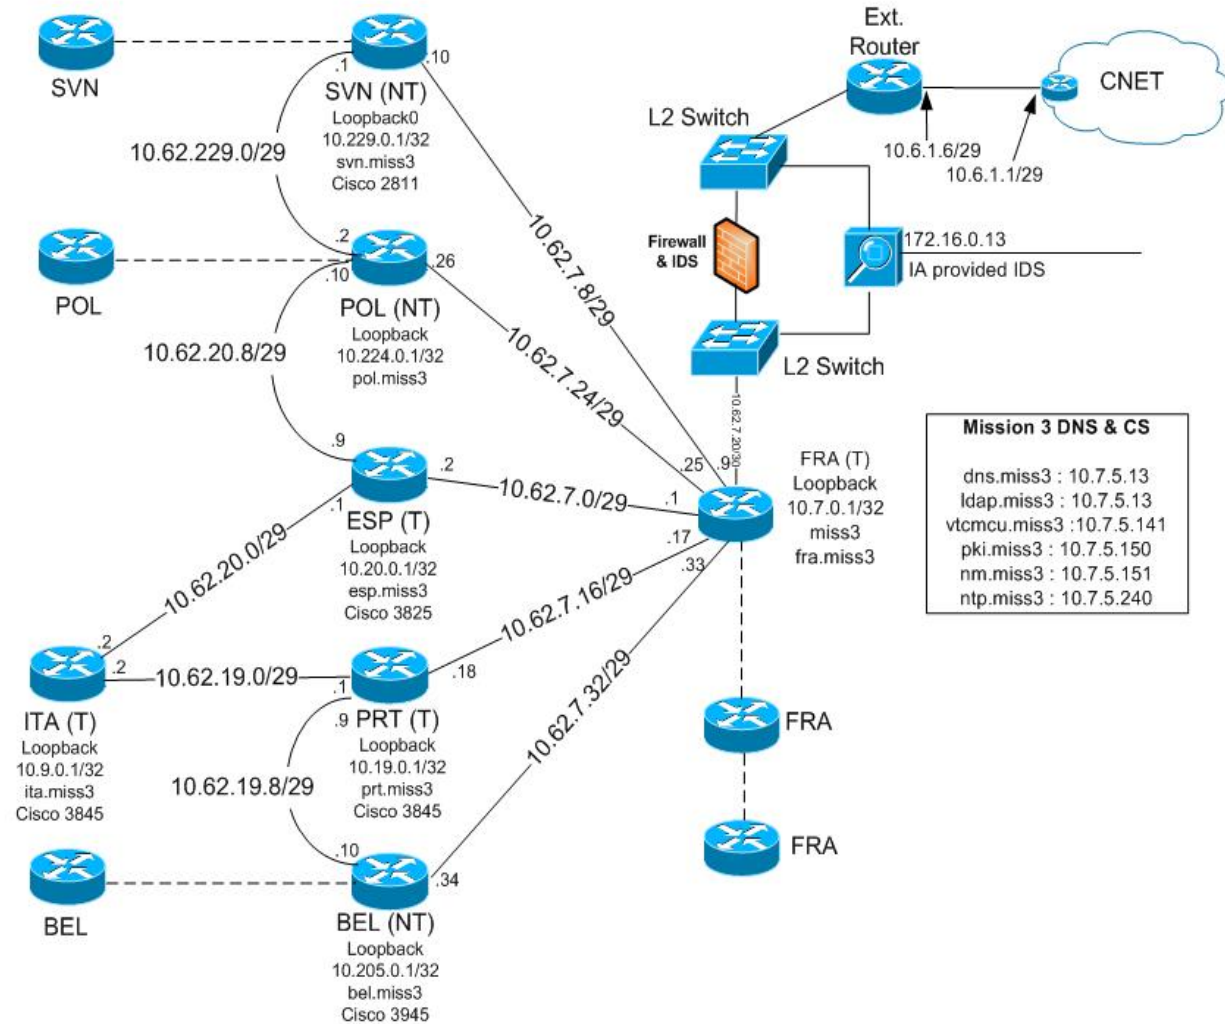 SVN
.1
.10
SVN (NT)
Loopback0
10.229.0.1/32
svn.miss3
Cisco 2811
10.62.229.0/29
10.62.7.8/29
Ext.
Router
CNET
L2 Switch
10.6.1.6/29
10.6.1.1/29
Firewall
& IDS
172.16.0.13
IA provided IDS
L2 Switch
10.62.7.20/30
POL
.2
.10
.26
POL (NT)
Loopback
10.224.0.1/32
pol.miss3
10.62.20.8/29
10.62.7.24/29
.9
.2
.1
ESP (T)
Loopback
10.20.0.1/32
esp.miss3
Cisco 3825
10.62.7.0/29
10.62.20.0/29
.25
.9
.1
.17
.33
FRA (T)
Loopback
10.7.0.1/32
miss3
fra.miss3
Mission 3 DNS & CS
dns.miss3 : 10.7.5.13
ldap.miss3 : 10.7.5.13
vtcmcu.miss3 :10.7.5.141
pki.miss3 : 10.7.5.150
nm.miss3 : 10.7.5.151
ntp.miss3 : 10.7.5.240
10.62.7.16/29
10.62.7.32/29
.2
.2
ITA (T)
Loopback
10.9.0.1/32
ita.miss3
Cisco 3845
10.62.19.0/29
.1
.9
.18
PRT (T)
Loopback
10.19.0.1/32
prt.miss3
Cisco 3845
10.62.19.8/29
FRA
FRA
BEL
.10
.34
BEL (NT)
Loopback
10.205.0.1/32
bel.miss3
Cisco 3945